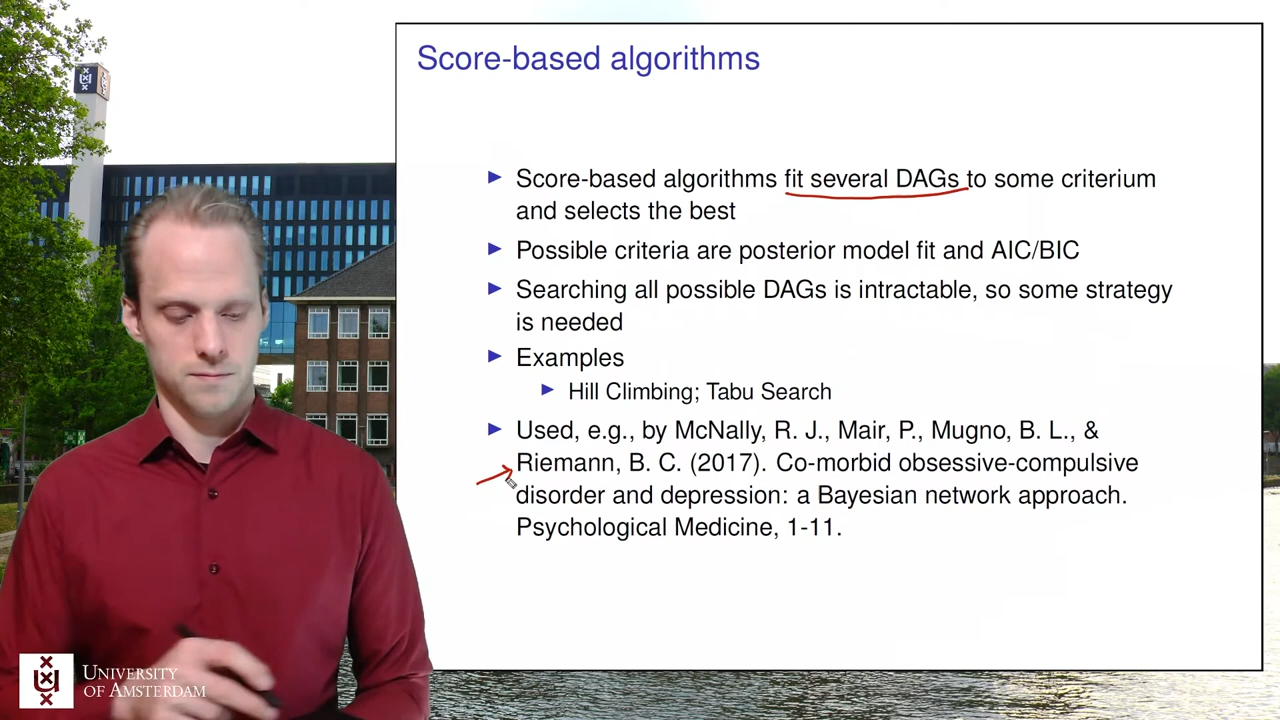 Score-based algorithms
Score-based algorithms fit several DAGs to some criterium
and selects the best
Possible criteria are posterior model fit and AIC/BIC
Searching all possible DAGs is intractable, so some strategy
is needed
Examples
Hill Climbing; Tabu Search
Used, e.g., by McNally, R. J., Mair, P., Mugno, B. L., &
Riemann, B. C. (2017). Co-morbid obsessive-compulsive
disorder and depression: a Bayesian network approach.
Psychological Medicine, 1-11.
UNIVERSITY
OF AMSTERDAM